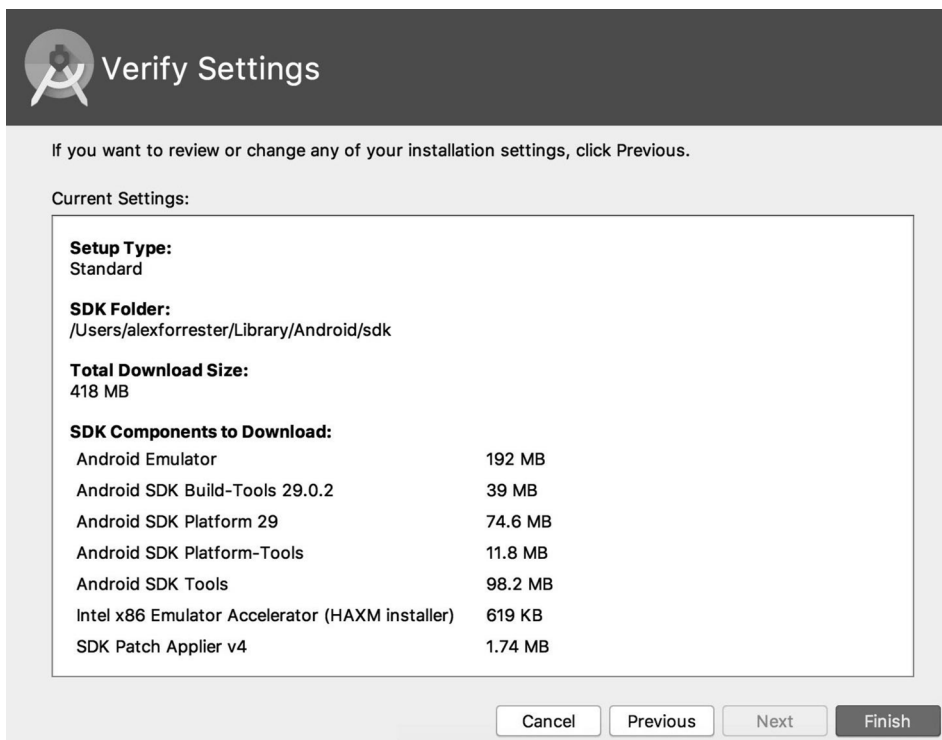 Verify Settings
If you want to review or change any of your installation settings, click Previous.
Current Settings:
Setup Type:
Standard
SDK Folder:
/Users/alexforrester/Library/Android/sdk
Total Download Size:
418 MB
SDK Components to Download:
Android Emulator 192 MB
Android SDK Build-Tools 29.0.2 39 MB
Android SDK Platform 29 74.6 MB
Android SDK Platform-Tools 11.8 MB
Android SDK Tools 98.2 MB
Intel x86 Emulator Accelerator (HAXM installer) 619 KB
SDK Patch Applier v4 1.74 MB
Cancel Previous Next Finish